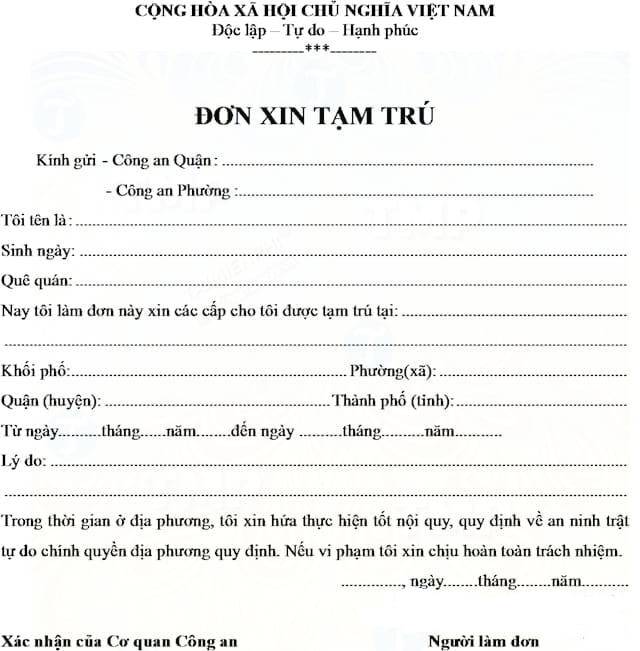 CỘNG HÒA XÃ HỘI CHỦ NGHĨA VIỆT NAM
Độc lập – Tự do – Hạnh phúc
---------***--------
ĐƠN XIN TẠM TRÚ
Kính gửi - Công an Quận : ......................................................
- Công an Phường :......................................................
Tôi tên là: ......................................................
Sinh ngày: ......................................................
Quê quán: ......................................................
Nay tôi làm đơn này xin các cấp cho tôi được tạm trú tại: ..............................
......................................................
Khối phố:.............................. Phường(xã): ..............................
Quận (huyện): .............................. Thành phố (tỉnh): ..............................
Từ ngày..........tháng......năm........đến ngày ..........tháng..........năm...........
Lý do: ......................................................
......................................................
Trong thời gian ở địa phương, tôi xin hứa thực hiện tốt nội quy, quy định về an ninh trật
tự do chính quyền địa phương quy định. Nếu vi phạm tôi xin chịu hoàn toàn trách nhiệm.
.............., ngày........tháng........năm...........
Xác nhận của Cơ quan Công an Người làm đơn